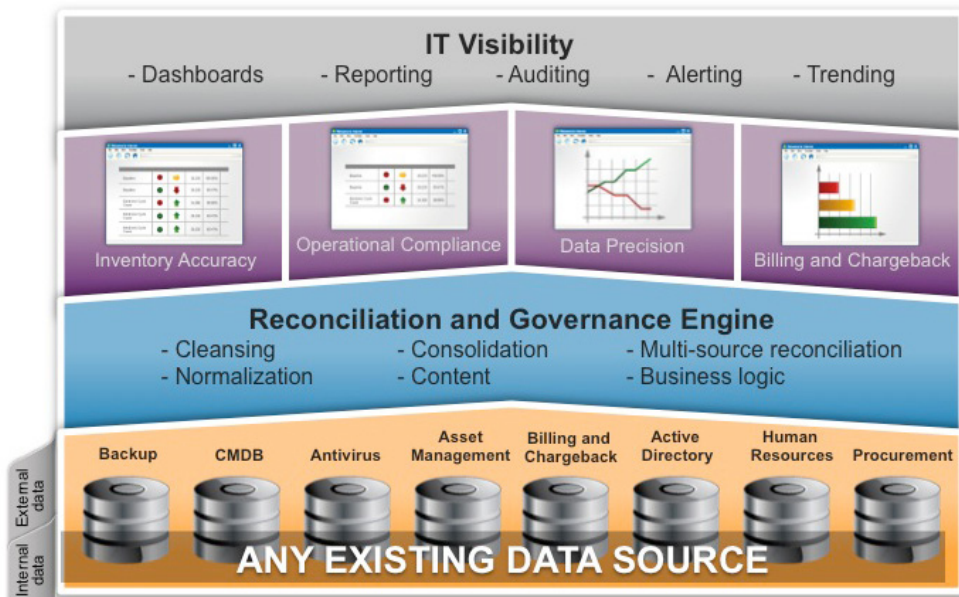 IT Visibility
- Dashboards - Reporting - Auditing - Alerting - Trending
Inventory Accuracy
Operational Compliance
Data Precision
Billing and Chargeback
Reconciliation and Governance Engine
- Cleansing - Consolidation - Multi-source reconciliation
- Normalization - Content - Business logic
Backup
CMDB
Antivirus
Asset
Management
Billing and
Chargeback
Active
Directory
Human
Resources
Procurement
External
data
Internal
data
ANY EXISTING DATA SOURCE